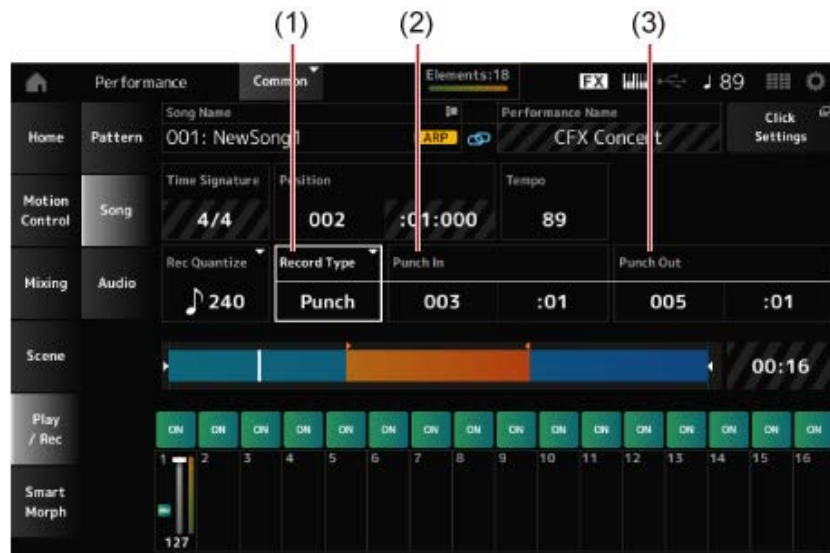 (1) (2) (3)
Performance Common Elements:18 EX ♩ 89
Home Pattern Song Name Performance Name Click Settings
001: NewSong1 ARP CFX Concert
Motion Control Song Time Signature Position Tempo
4/4 002 :01:000 89
Mixing Audio Rec Quantize Record Type Punch In Punch Out
♪ 240 Punch 003 :01 005 :01
Scene 00:16
Play / Rec ON ON ON ON ON ON ON ON ON ON ON ON ON ON ON ON
1 2 3 4 5 6 7 8 9 10 11 12 13 14 15 16
Smart Morph
127